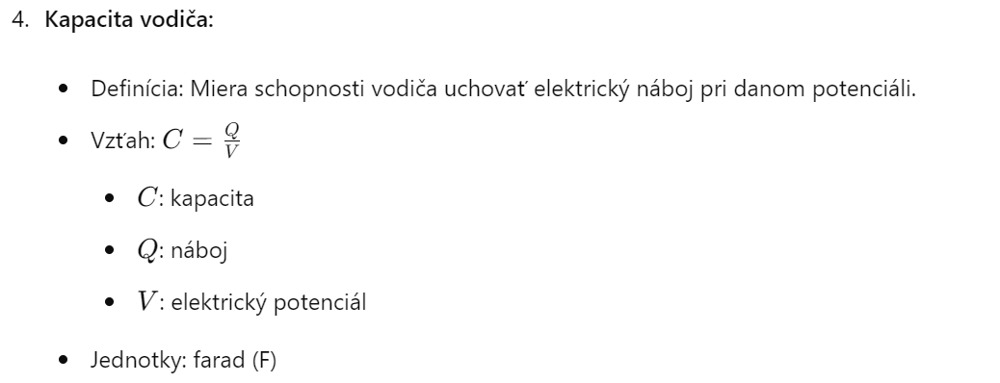 4. Kapacita vodiča:
• Definícia: Miera schopnosti vodiča uchovať elektrický náboj pri danom potenciáli.
• Vzťah: C = Q/V
• C: kapacita
• Q: náboj
• V: elektrický potenciál
• Jednotky: farad (F)